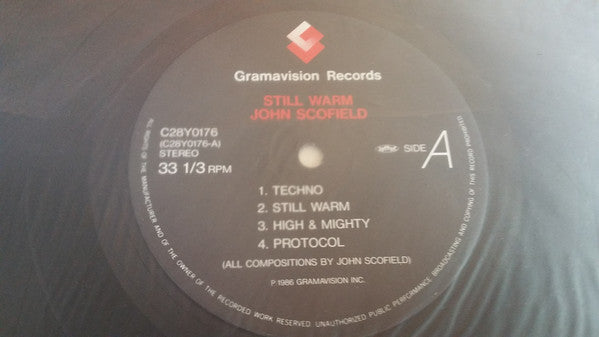 Gramavision Records
STILL WARM
JOHN SCOFIELD
C28Y0176
(C28Y0176-A)
STEREO
33 1/3 RPM
SIDE A
1. TECHNO
2. STILL WARM
3. HIGH & MIGHTY
4. PROTOCOL
(ALL COMPOSITIONS BY JOHN SCOFIELD)
P.1986 GRAMAVISION INC.
ALL RIGHTS OF THE MANUFACTURER AND OF THE OWNER OF THE RECORDED WORK RESERVED. UNAUTHORIZED PUBLIC PERFORMANCE, BROADCASTING AND COPYING OF THIS RECORD PROHIBITED.